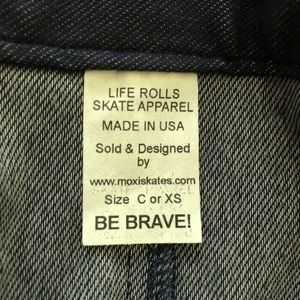 LIFE ROLLS
SKATE APPAREL
MADE IN USA
Sold & Designed
by
www.moxiskates.com
Size C or XS
BE BRAVE!